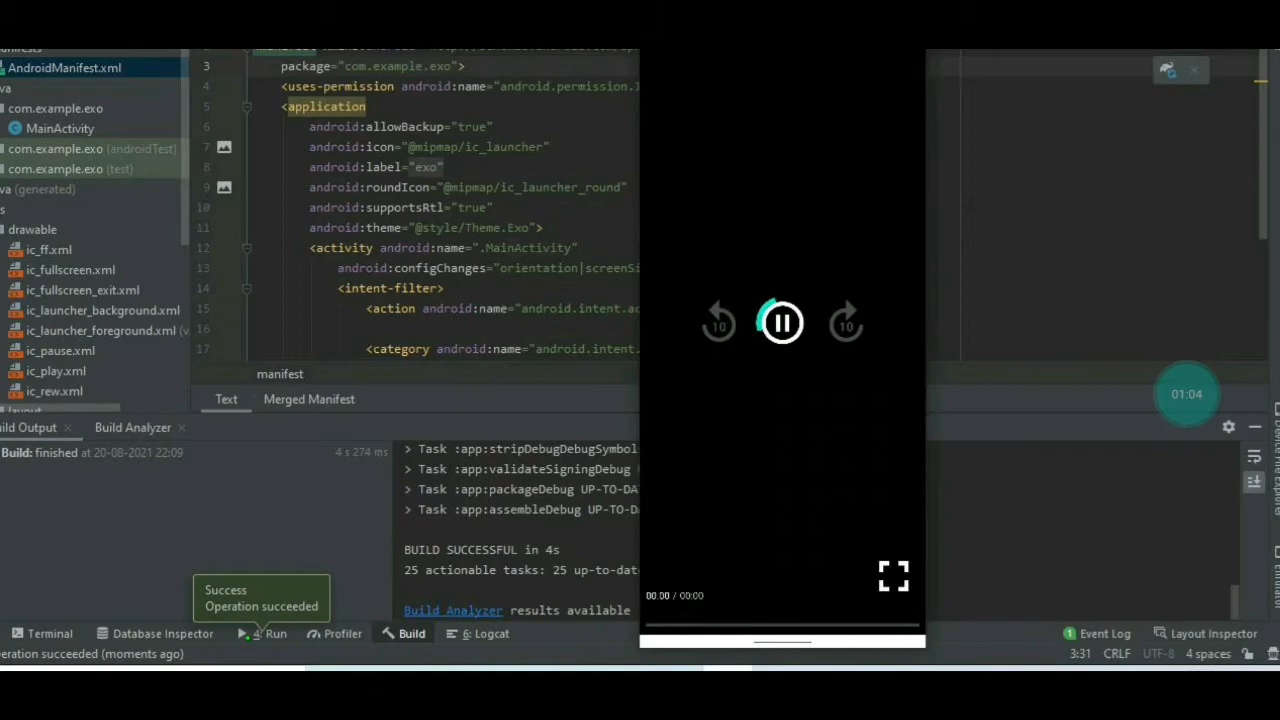 AndroidManifest.xml
com.example.exo
MainActivity
com.example.exo (androidTest)
com.example.exo (test)
(generated)
drawable
ic_ff.xml
ic_fullscreen.xml
ic_fullscreen_exit.xml
ic_launcher_background.xml
ic_launcher_foreground.xml
ic_pause.xml
ic_play.xml
ic_rew.xml
3 package="com.example.exo">
4 <uses-permission android:name="android.permission.
5 <application
6 android:allowBackup="true"
7 android:icon="@mipmap/ic_launcher"
8 android:label="exo"
9 android:roundIcon="@mipmap/ic_launcher_round"
10 android:supportsRtl="true"
11 android:theme="@style/Theme.Exo">
12 <activity android:name=".MainActivity"
13 android:configChanges="orientation|screenSi
14 <intent-filter>
15 <action android:name="android.intent.ac
16
17 <category android:name="android.intent.
manifest
Text Merged Manifest
10 10
01:04
ild Output Build Analyzer
Build: finished at 20-08-2021 22:09 4 s 274 ms
> Task :app:stripDebugDebugSymbol
> Task :app:validateSigningDebug
> Task :app:packageDebug UP-TO-DA
> Task :app:assembleDebug UP-TO-DA
BUILD SUCCESSFUL in 4s
25 actionable tasks: 25 up-to-date
Build Analyzer results available
Success
Operation succeeded
00:00 / 00:00
Terminal Database Inspector 4: Run Profiler Build 6: Logcat
1 Event Log Layout Inspector
eration succeeded (moments ago)
3:31 CRLF UTF-8 4 spaces